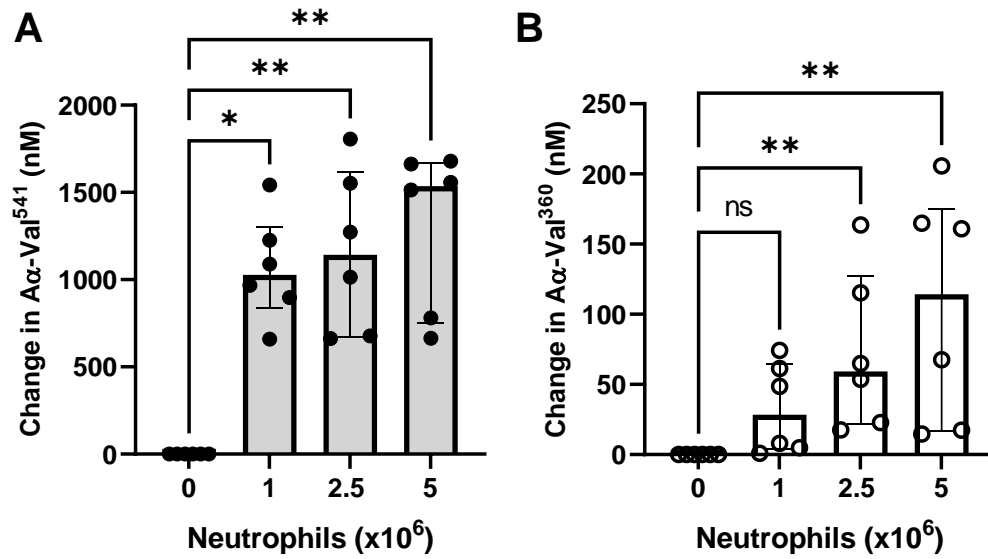 A
**
**
*
Change in Aα-Val⁵⁴¹ (nM)
2000
1500
1000
500
0
0 1 2.5 5
Neutrophils (x10⁶)
B
**
**
ns
Change in Aα-Val³⁶⁰ (nM)
250
200
150
100
50
0
0 1 2.5 5
Neutrophils (x10⁶)